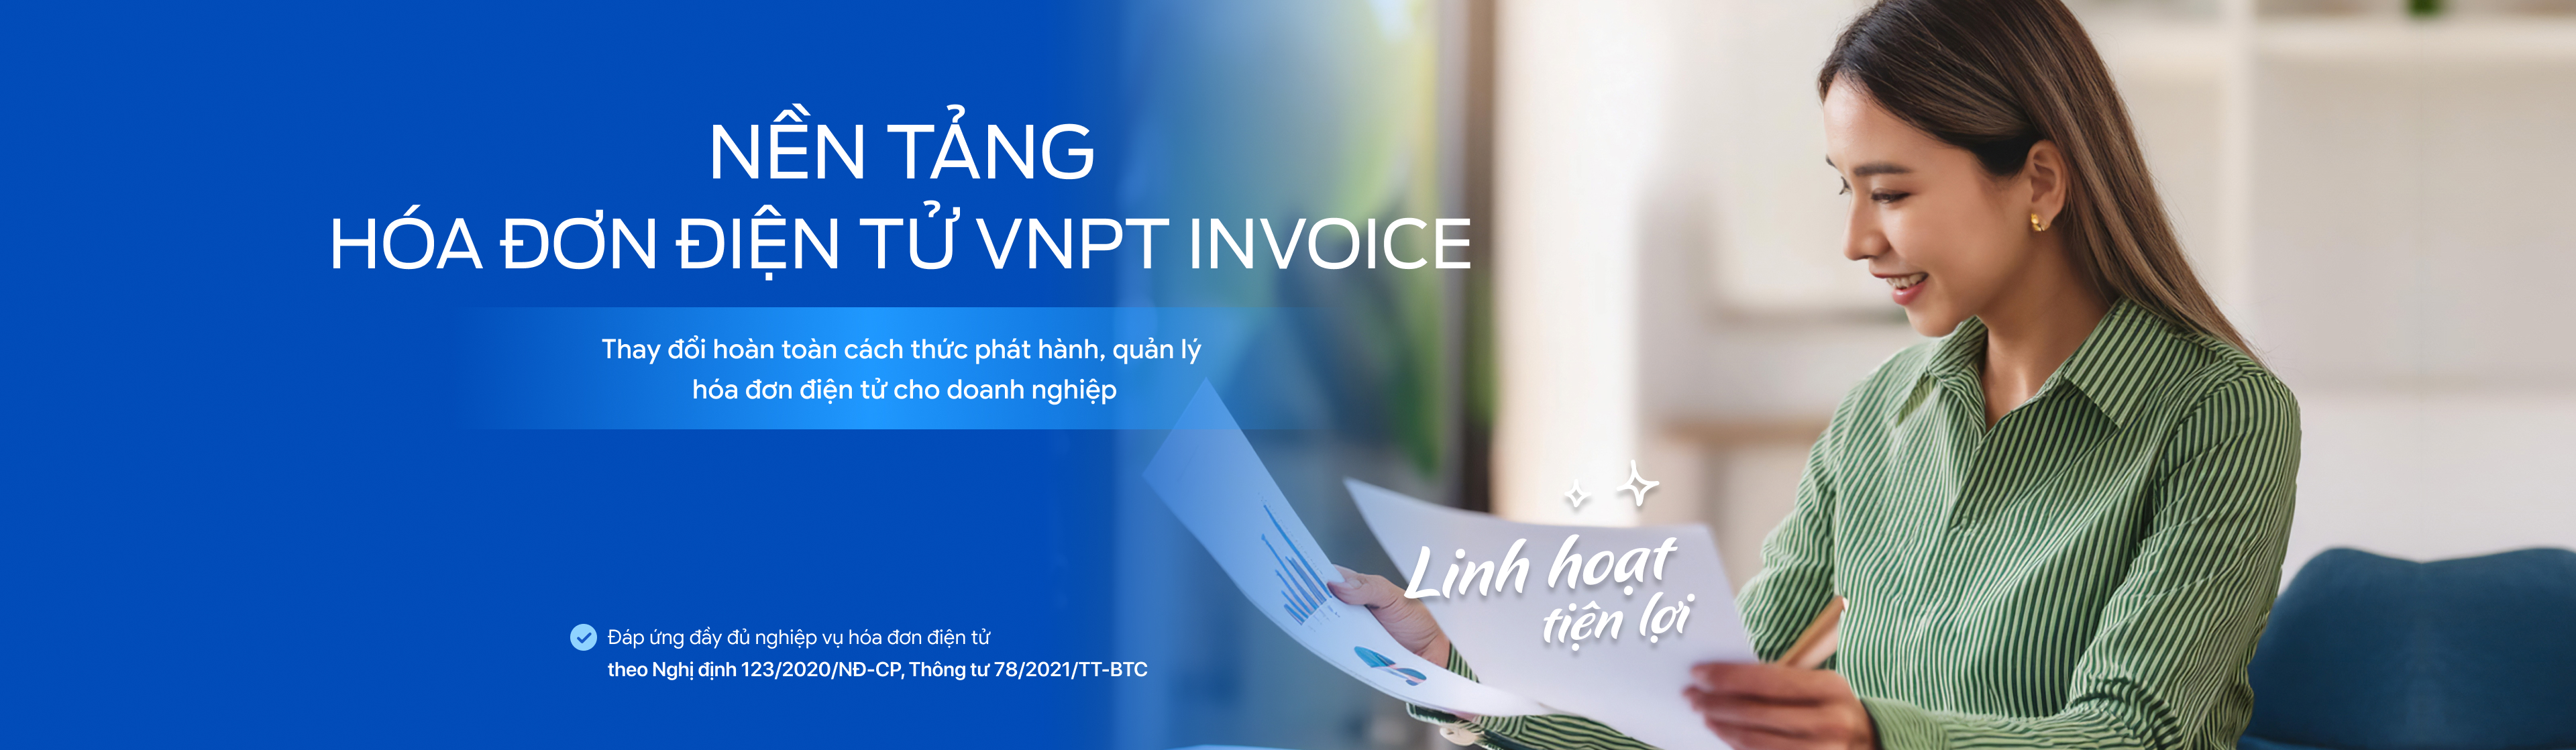 NỀN TẢNG
HÓA ĐƠN ĐIỆN TỬ VNPT INVOICE
Thay đổi hoàn toàn cách thức phát hành, quản lý
hóa đơn điện tử cho doanh nghiệp
Linh hoạt
tiện lợi
Đáp ứng đầy đủ nghiệp vụ hóa đơn điện tử
theo Nghị định 123/2020/NĐ-CP, Thông tư 78/2021/TT-BTC